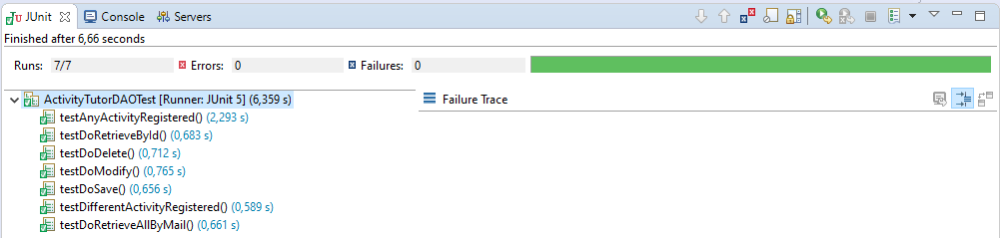 JU JUnit Console Servers
Finished after 6,66 seconds
Runs: 7/7 Errors: 0 Failures: 0
ActivityTutorDAOTest [Runner: JUnit 5] (6,359 s)
Failure Trace
testAnyActivityRegistered() (2,293 s)
testDoRetrieveById() (0,683 s)
testDoDelete() (0,712 s)
testDoModify() (0,765 s)
testDoSave() (0,656 s)
testDifferentActivityRegistered() (0,589 s)
testDoRetrieveAllByMail() (0,661 s)